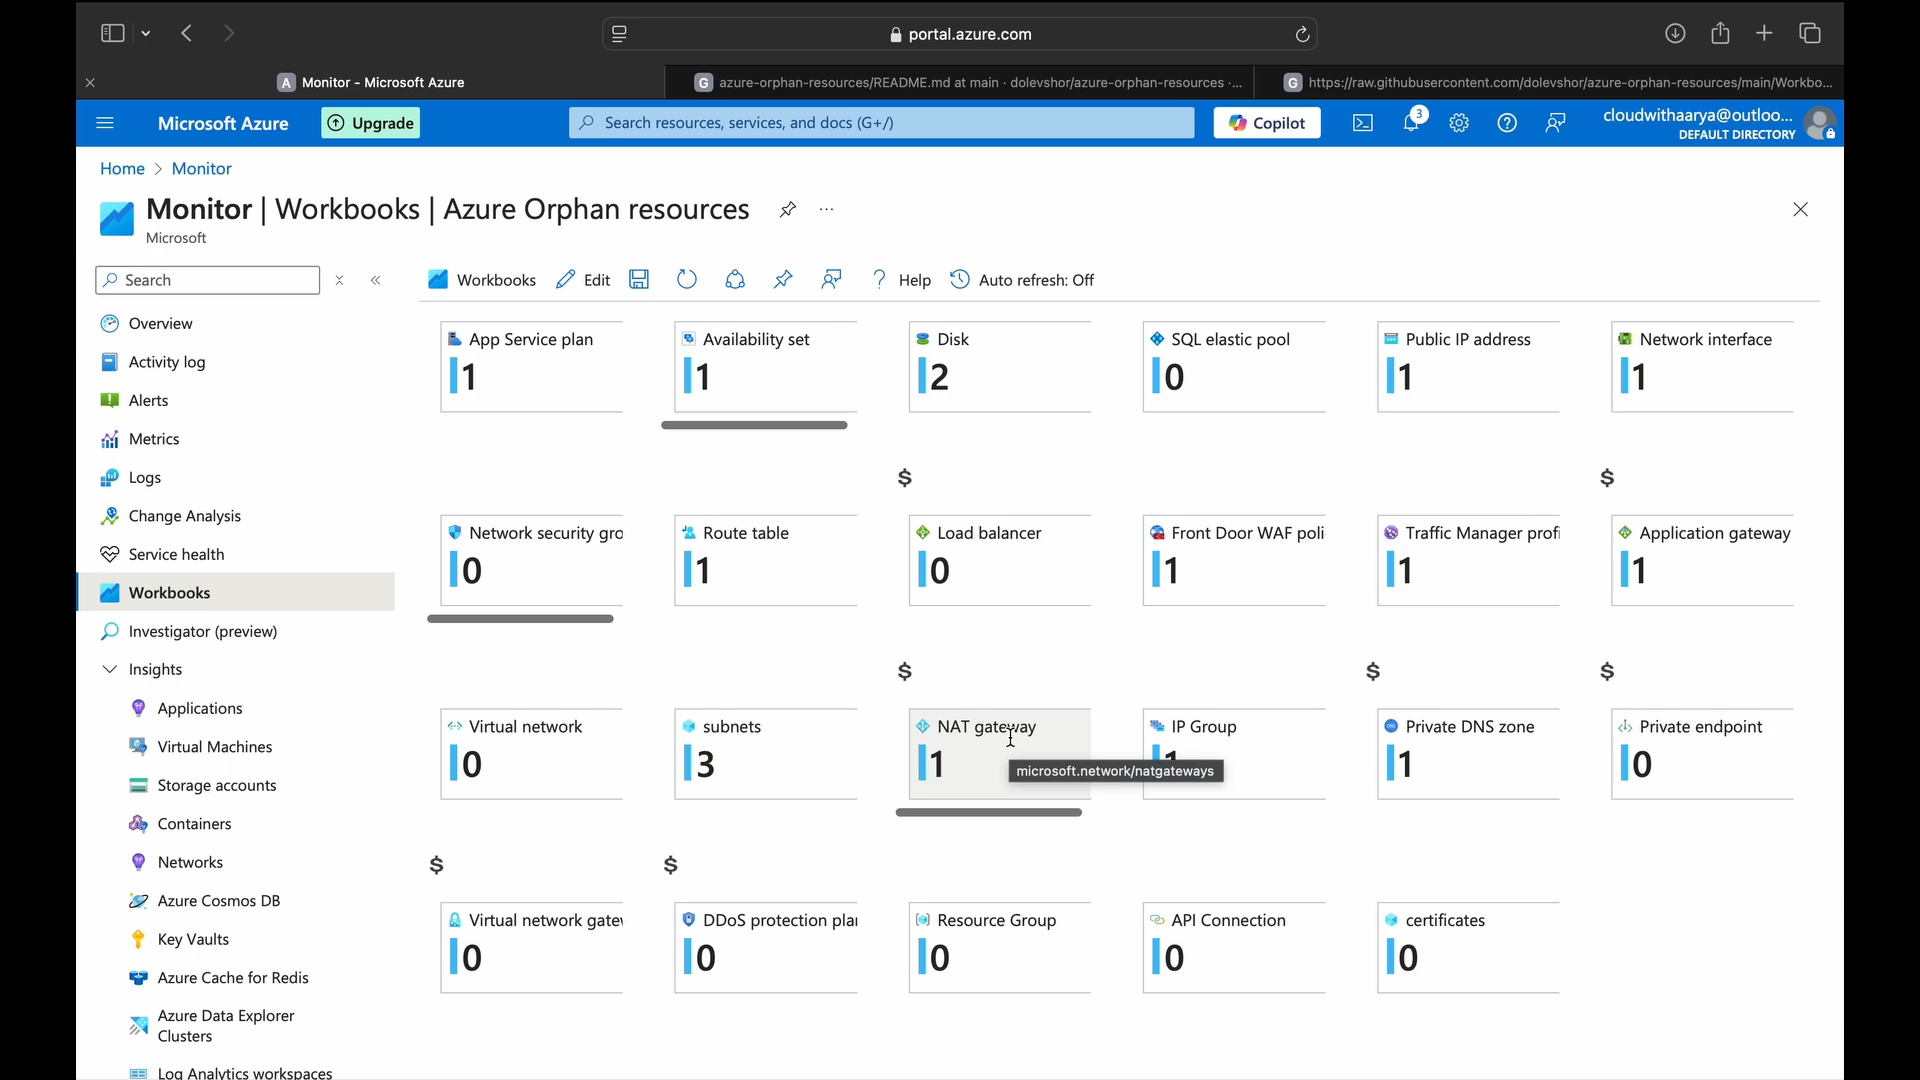 portal.azure.com
A Monitor - Microsoft Azure
G azure-orphan-resources/README.md at main · dolevshor/azure-orphan-resources ·...
G https://raw.githubusercontent.com/dolevshor/azure-orphan-resources/main/Workbo...
Microsoft Azure
Upgrade
Search resources, services, and docs (G+/)
Copilot
3
cloudwithaarya@outloo...
DEFAULT DIRECTORY
Home > Monitor
Monitor | Workbooks | Azure Orphan resources ...
Microsoft
Search
Workbooks
Edit
Help
Auto refresh: Off
Overview
Activity log
Alerts
Metrics
Logs
Change Analysis
Service health
Workbooks
Investigator (preview)
Insights
Applications
Virtual Machines
Storage accounts
Containers
Networks
Azure Cosmos DB
Key Vaults
Azure Cache for Redis
Azure Data Explorer
Clusters
Log Analytics workspaces
App Service plan
1
Availability set
1
Disk
2
SQL elastic pool
0
Public IP address
1
Network interface
1
$
$
Network security gro
0
Route table
1
Load balancer
0
Front Door WAF poli
1
Traffic Manager profi
1
Application gateway
1
$
$
$
Virtual network
0
subnets
3
NAT gateway
1
microsoft.network/natgateways
IP Group
1
Private DNS zone
1
Private endpoint
0
$
$
Virtual network gate
0
DDoS protection pla
0
Resource Group
0
API Connection
0
certificates
0